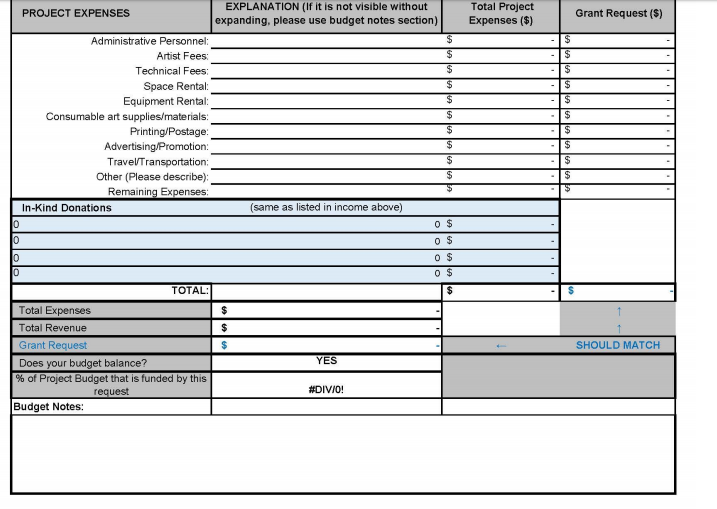 PROJECT EXPENSES
EXPLANATION (If it is not visible without
expanding, please use budget notes section)
Total Project
Expenses ($)
Grant Request ($)
Administrative Personnel: $ - $ -
Artist Fees: $ - $ -
Technical Fees: $ - $ -
Space Rental: $ - $ -
Equipment Rental: $ - $ -
Consumable art supplies/materials: $ - $ -
Printing/Postage: $ - $ -
Advertising/Promotion: $ - $ -
Travel/Transportation: $ - $ -
Other (Please describe): $ - $ -
Remaining Expenses: $ - $ -
In-Kind Donations (same as listed in income above)
0 0 $ -
0 0 $ -
0 0 $ -
0 0 $ -
TOTAL: $ - $ -
Total Expenses $ - ↑
Total Revenue $ - ↑
Grant Request $ - ← SHOULD MATCH
Does your budget balance? YES
% of Project Budget that is funded by this
request
#DIV/0!
Budget Notes: